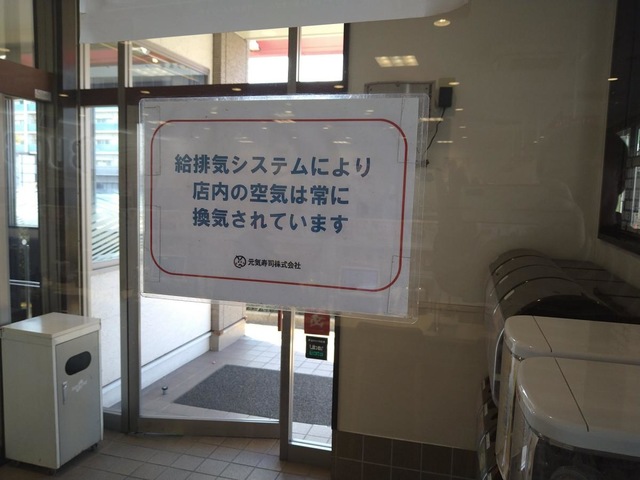 給排気システムにより
店内の空気は常に
換気されています
元気寿司株式会社